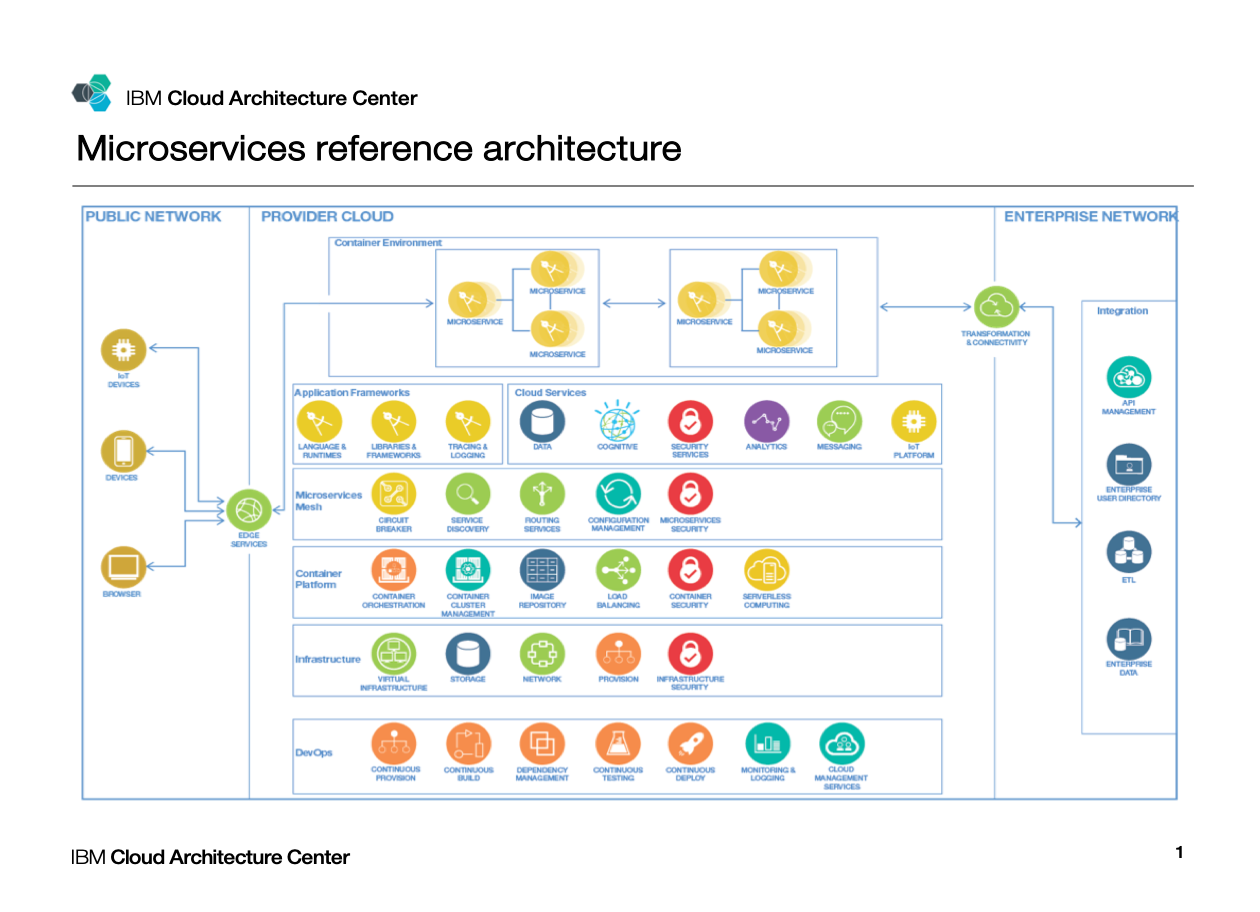 IBM Cloud Architecture Center
Microservices reference architecture
PUBLIC NETWORK
PROVIDER CLOUD
ENTERPRISE NETWORK
Container Environment
MICROSERVICE
MICROSERVICE
MICROSERVICE
MICROSERVICE
MICROSERVICE
MICROSERVICE
TRANSFORMATION
& CONNECTIVITY
IoT
DEVICES
DEVICES
BROWSER
EDGE
SERVICES
Application Frameworks
LANGUAGE &
RUNTIMES
LIBRARIES &
FRAMEWORKS
TRACING &
LOGGING
Cloud Services
DATA
COGNITIVE
SECURITY
SERVICES
ANALYTICS
MESSAGING
IoT
PLATFORM
Microservices
Mesh
CIRCUIT
BREAKER
SERVICE
DISCOVERY
ROUTING
SERVICES
CONFIGURATION
MANAGEMENT
MICROSERVICES
SECURITY
Container
Platform
CONTAINER
ORCHESTRATION
CONTAINER
CLUSTER
MANAGEMENT
IMAGE
REPOSITORY
LOAD
BALANCING
CONTAINER
SECURITY
SERVERLESS
COMPUTING
Infrastructure
VIRTUAL
INFRASTRUCTURE
STORAGE
NETWORK
PROVISION
INFRASTRUCTURE
SECURITY
DevOps
CONTINUOUS
PROVISION
CONTINUOUS
BUILD
DEPENDENCY
MANAGEMENT
CONTINUOUS
TESTING
CONTINUOUS
DEPLOY
MONITORING &
LOGGING
CLOUD
MANAGEMENT
SERVICES
Integration
API
MANAGEMENT
ENTERPRISE
USER DIRECTORY
ETL
ENTERPRISE
DATA
IBM Cloud Architecture Center
1